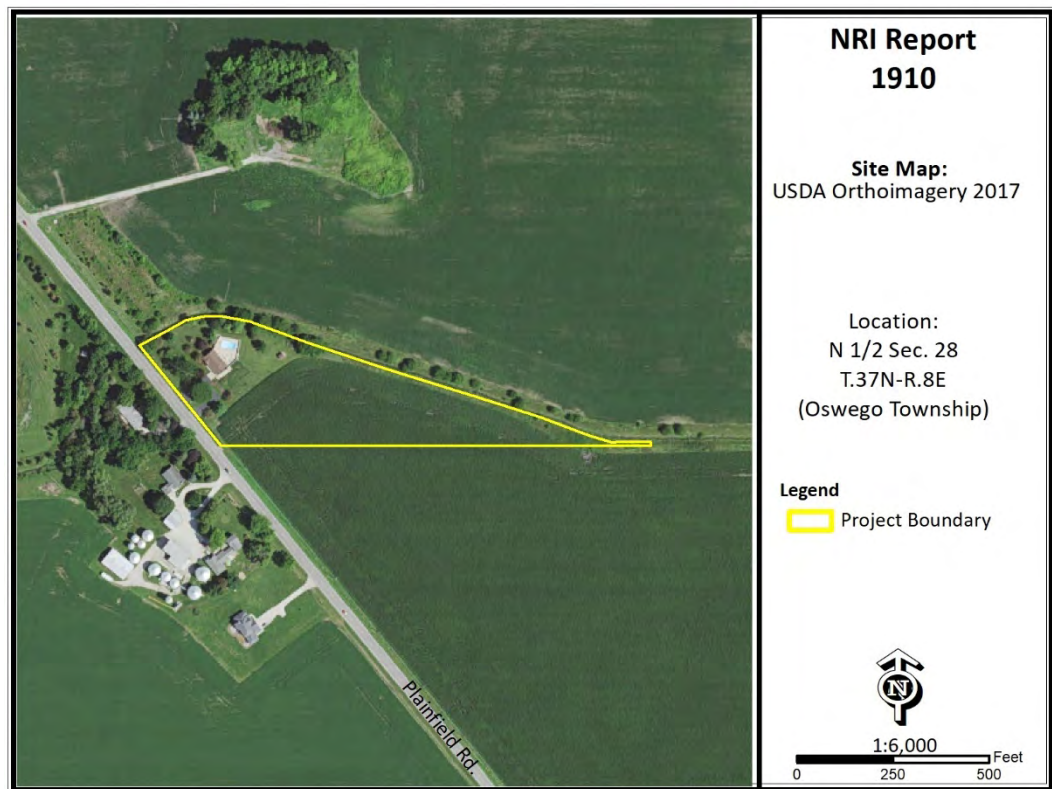 NRI Report
1910
Site Map:
USDA Orthoimagery 2017
Location:
N 1/2 Sec. 28
T.37N-R.8E
(Oswego Township)
Legend
Project Boundary
Plainfield Rd.
N
1:6,000
Feet
0 250 500